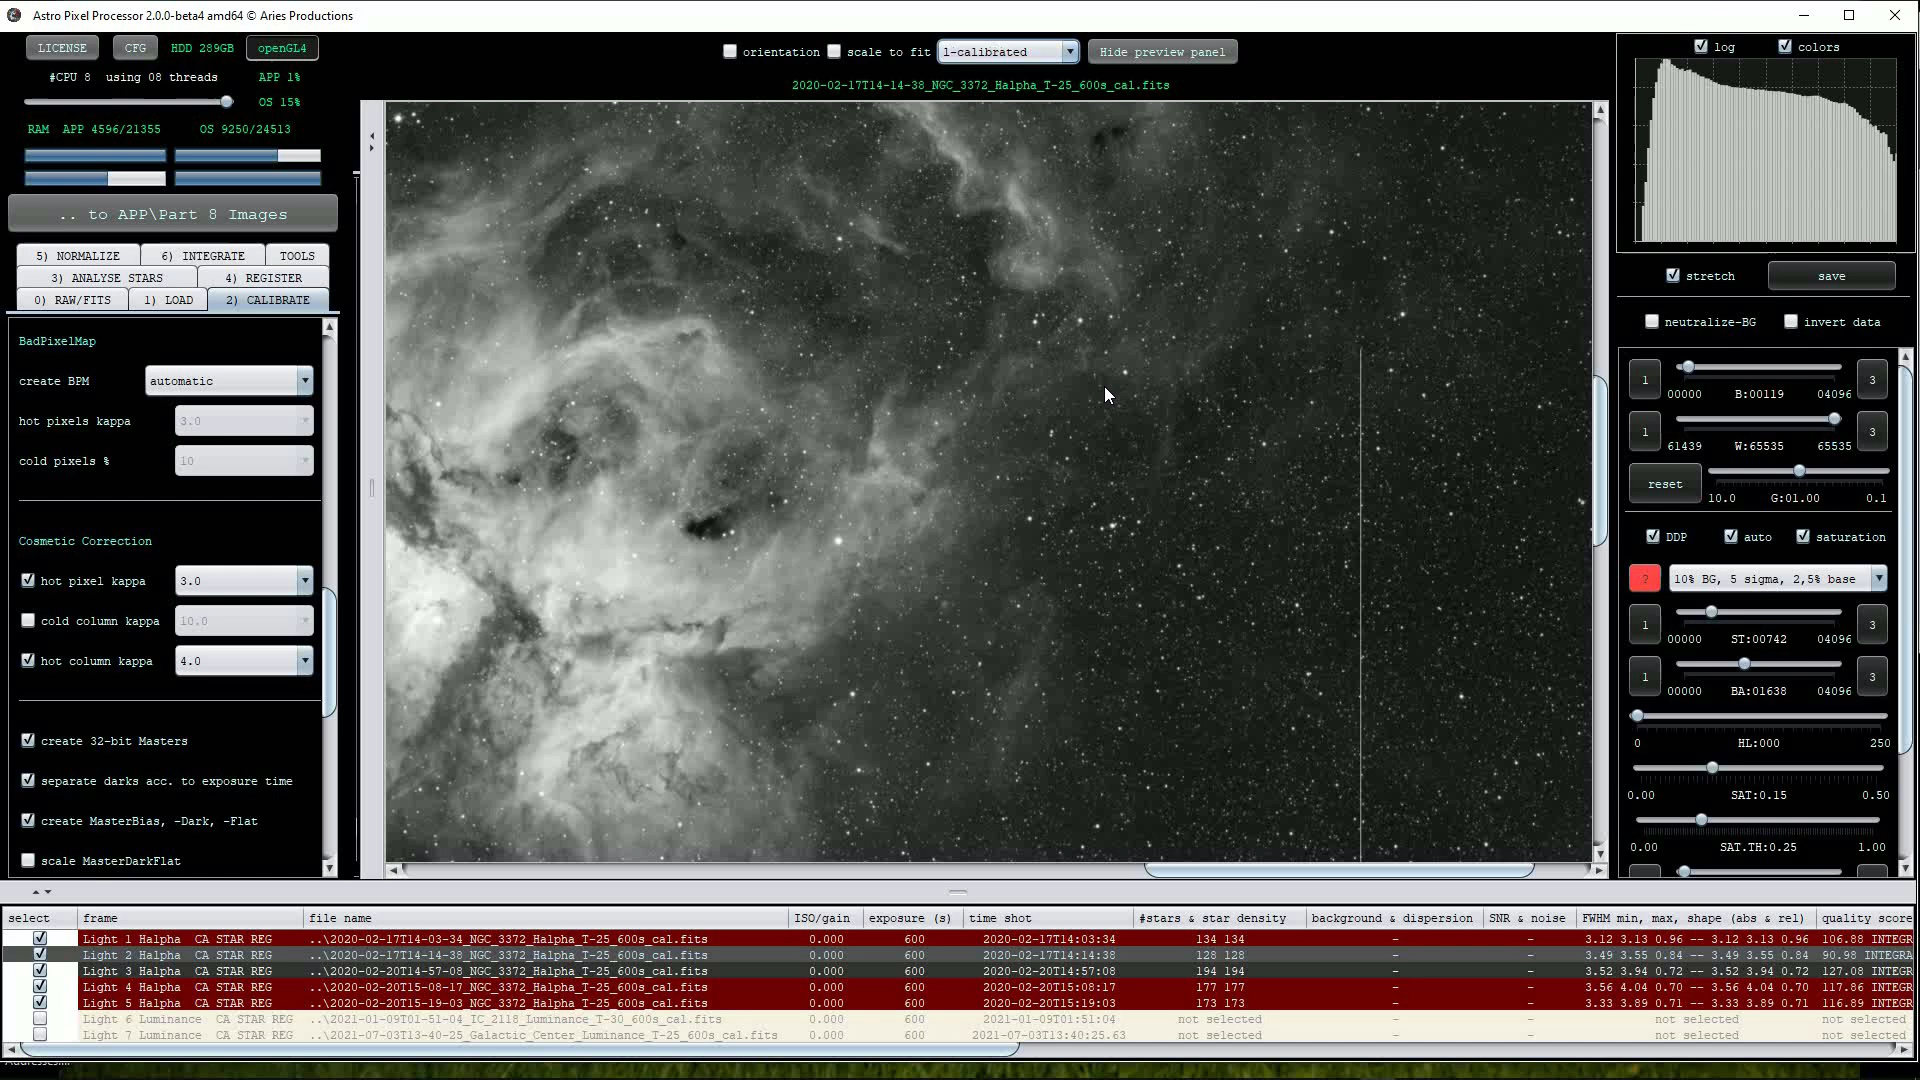 Astro Pixel Processor 2.0.0-beta4 amd64 © Aries Productions
LICENSE CFG HDD 289GB openGL4
#CPU 8 using 08 threads APP 1%
OS 15%
RAM APP 4596/21355 OS 9250/24513
.. to APP\Part 8 Images
5) NORMALIZE 6) INTEGRATE TOOLS
3) ANALYSE STARS 4) REGISTER
0) RAW/FITS 1) LOAD 2) CALIBRATE
BadPixelMap
create BPM automatic
hot pixels kappa 3.0
cold pixels % 10
Cosmetic Correction
hot pixel kappa 3.0
cold column kappa 10.0
hot column kappa 4.0
create 32-bit Masters
separate darks acc. to exposure time
create MasterBias, -Dark, -Flat
scale MasterDarkFlat
orientation scale to fit l-calibrated Hide preview panel
2020-02-17T14-14-38_NGC_3372_Halpha_T-25_600s_cal.fits
log colors
stretch save
neutralize-BG invert data
1 3
00000 B:00119 04096
1 3
61439 W:65535 65535
reset 10.0 G:01.00 0.1
DDP auto saturation
? 10% BG, 5 sigma, 2,5% base
1 3
00000 ST:00742 04096
1 3
00000 BA:01638 04096
0 HL:000 250
0.00 SAT:0.15 0.50
0.00 SAT.TH:0.25 1.00
select frame file name ISO/gain exposure (s) time shot #stars & star density background & dispersion SNR & noise FWHM min, max, shape (abs & rel) quality score
Light 1 Halpha CA STAR REG ..\2020-02-17T14-03-34_NGC_3372_Halpha_T-25_600s_cal.fits 0.000 600 2020-02-17T14:03:34 134 134 - - 3.12 3.13 0.96 -- 3.12 3.13 0.96 106.88 INTEGR
Light 2 Halpha CA STAR REG ..\2020-02-17T14-14-38_NGC_3372_Halpha_T-25_600s_cal.fits 0.000 600 2020-02-17T14:14:38 128 128 - - 3.49 3.55 0.84 -- 3.49 3.55 0.84 90.98 INTEGRA
Light 3 Halpha CA STAR REG ..\2020-02-20T14-57-08_NGC_3372_Halpha_T-25_600s_cal.fits 0.000 600 2020-02-20T14:57:08 194 194 - - 3.52 3.94 0.72 -- 3.52 3.94 0.72 127.08 INTEGR
Light 4 Halpha CA STAR REG ..\2020-02-20T15-08-17_NGC_3372_Halpha_T-25_600s_cal.fits 0.000 600 2020-02-20T15:08:17 177 177 - - 3.56 4.04 0.70 -- 3.56 4.04 0.70 117.86 INTEGR
Light 5 Halpha CA STAR REG ..\2020-02-20T15-19-03_NGC_3372_Halpha_T-25_600s_cal.fits 0.000 600 2020-02-20T15:19:03 173 173 - - 3.33 3.89 0.71 -- 3.33 3.89 0.71 116.89 INTEGR
Light 6 Luminance CA STAR REG ..\2021-01-09T01-51-04_IC_2118_Luminance_T-30_600s_cal.fits 0.000 600 2021-01-09T01:51:04 not selected - - not selected not selected
Light 7 Luminance CA STAR REG ..\2021-07-03T13-40-25_Galactic_Center_Luminance_T-25_600s_cal.fits 0.000 600 2021-07-03T13:40:25.63 not selected - - not selected not selected